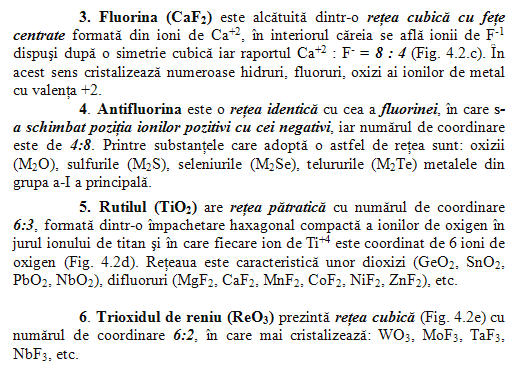 3. Fluorina (CaF2) este alcătuită dintr-o rețea cubică cu fețe
centrate formată din ioni de Ca+2, în interiorul căreia se află ionii de F-1
dispuşi după o simetrie cubică iar raportul Ca+2 : F- = 8 : 4 (Fig. 4.2.c). În
acest sens cristalizează numeroase hidruri, fluoruri, oxizi ai ionilor de metal
cu valența +2.
4. Antifluorina este o rețea identică cu cea a fluorinei, în care s-
a schimbat poziția ionilor pozitivi cu cei negativi, iar numărul de coordinare
este de 4:8. Printre substanțele care adoptă o astfel de rețea sunt: oxizii
(M2O), sulfurile (M2S), seleniurile (M2Se), telururile (M2Te) metalele din
grupa a-I a principală.
5. Rutilul (TiO2) are rețea pătratică cu numărul de coordinare
6:3, formată dintr-o împachetare haxagonal compactă a ionilor de oxigen în
jurul ionului de titan şi în care fiecare ion de Ti+4 este coordinat de 6 ioni de
oxigen (Fig. 4.2d). Rețeaua este caracteristică unor dioxizi (GeO2, SnO2,
PbO2, NbO2), difluoruri (MgF2, CaF2, MnF2, CoF2, NiF2, ZnF2), etc.
6. Trioxidul de reniu (ReO3) prezintă rețea cubică (Fig. 4.2e) cu
numărul de coordinare 6:2, în care mai cristalizează: WO3, MoF3, TaF3,
NbF3, etc.